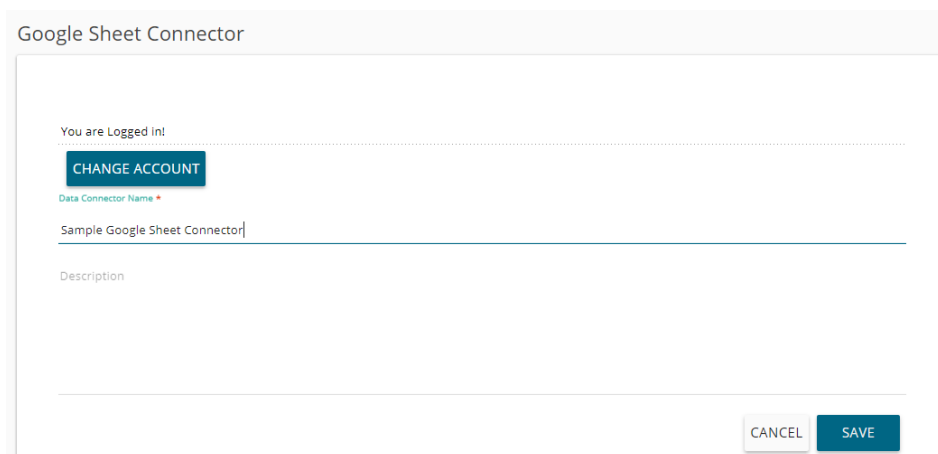 Google Sheet Connector
You are Logged in!
CHANGE ACCOUNT
Data Connector Name *
Sample Google Sheet Connector
Description
CANCEL SAVE